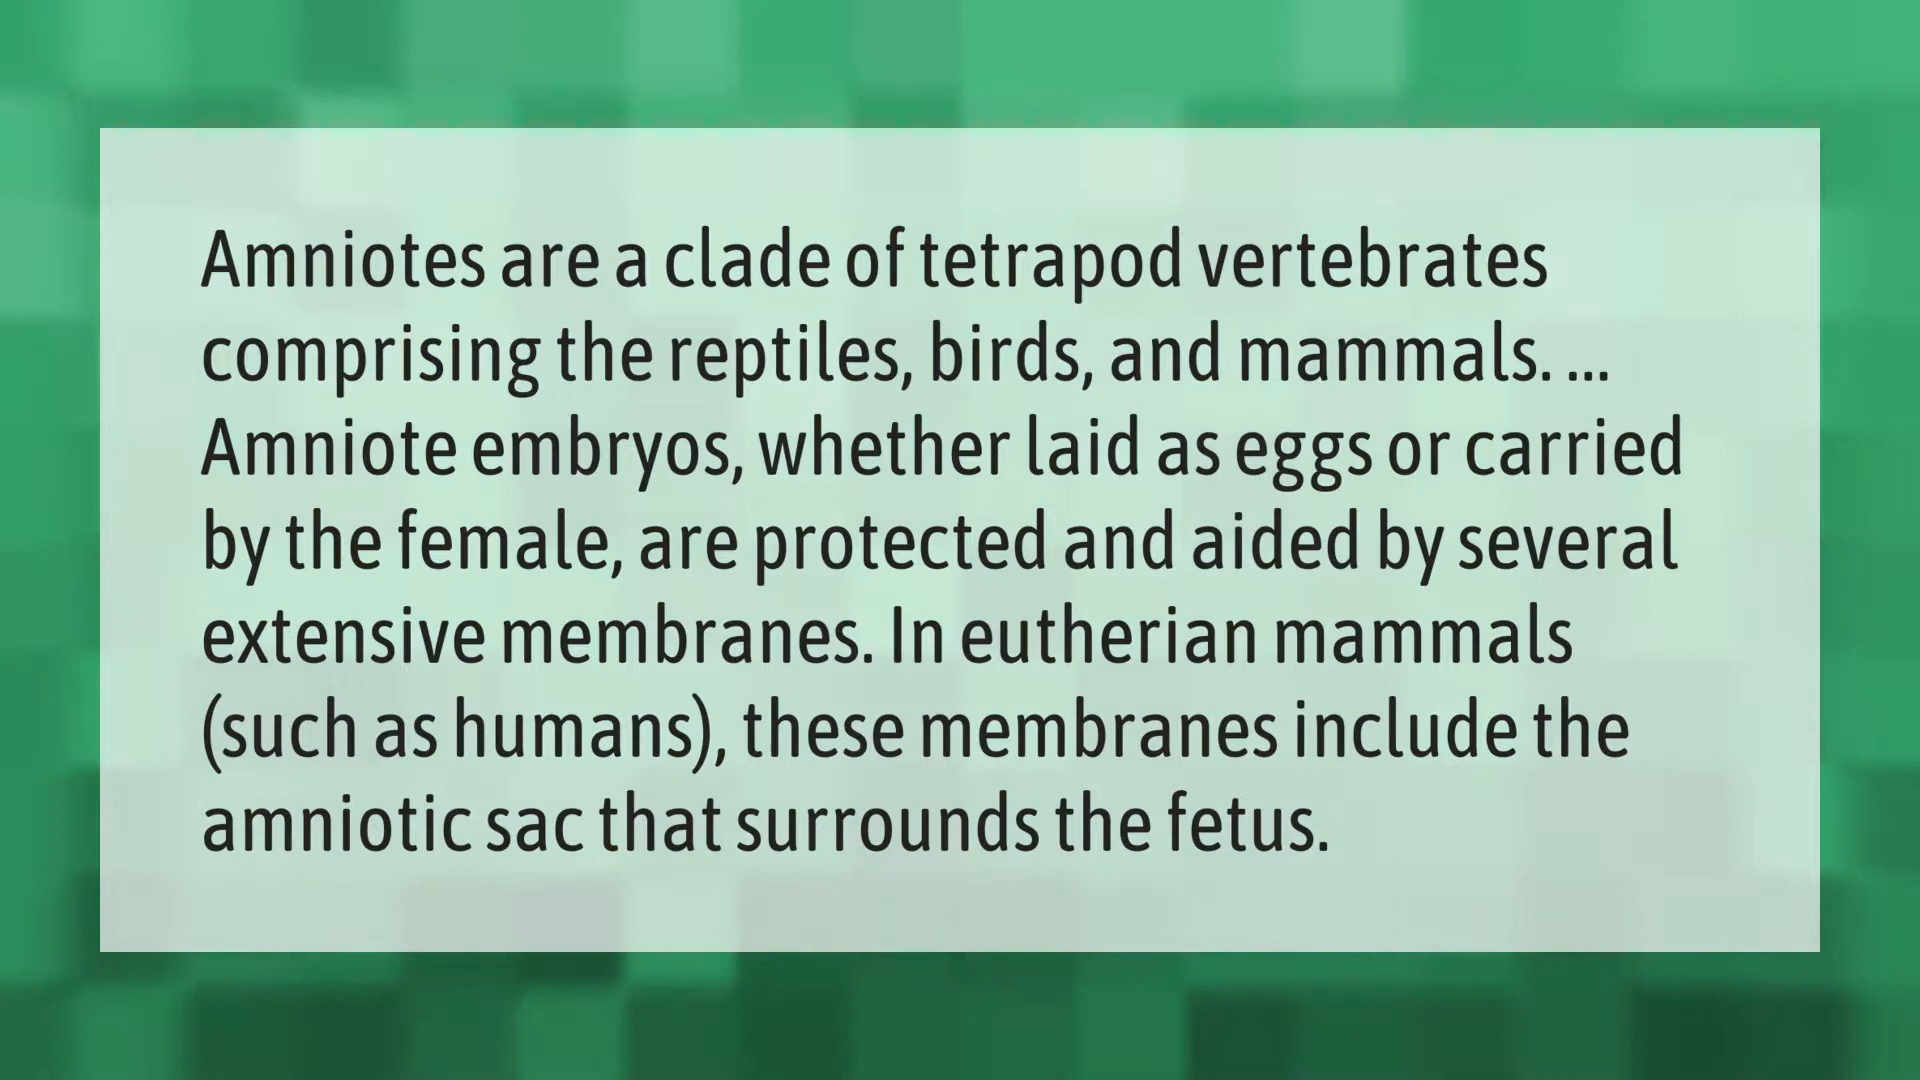 Amniotes are a clade of tetrapod vertebrates
comprising the reptiles, birds, and mammals. ...
Amniote embryos, whether laid as eggs or carried
by the female, are protected and aided by several
extensive membranes. In eutherian mammals
(such as humans), these membranes include the
amniotic sac that surrounds the fetus.